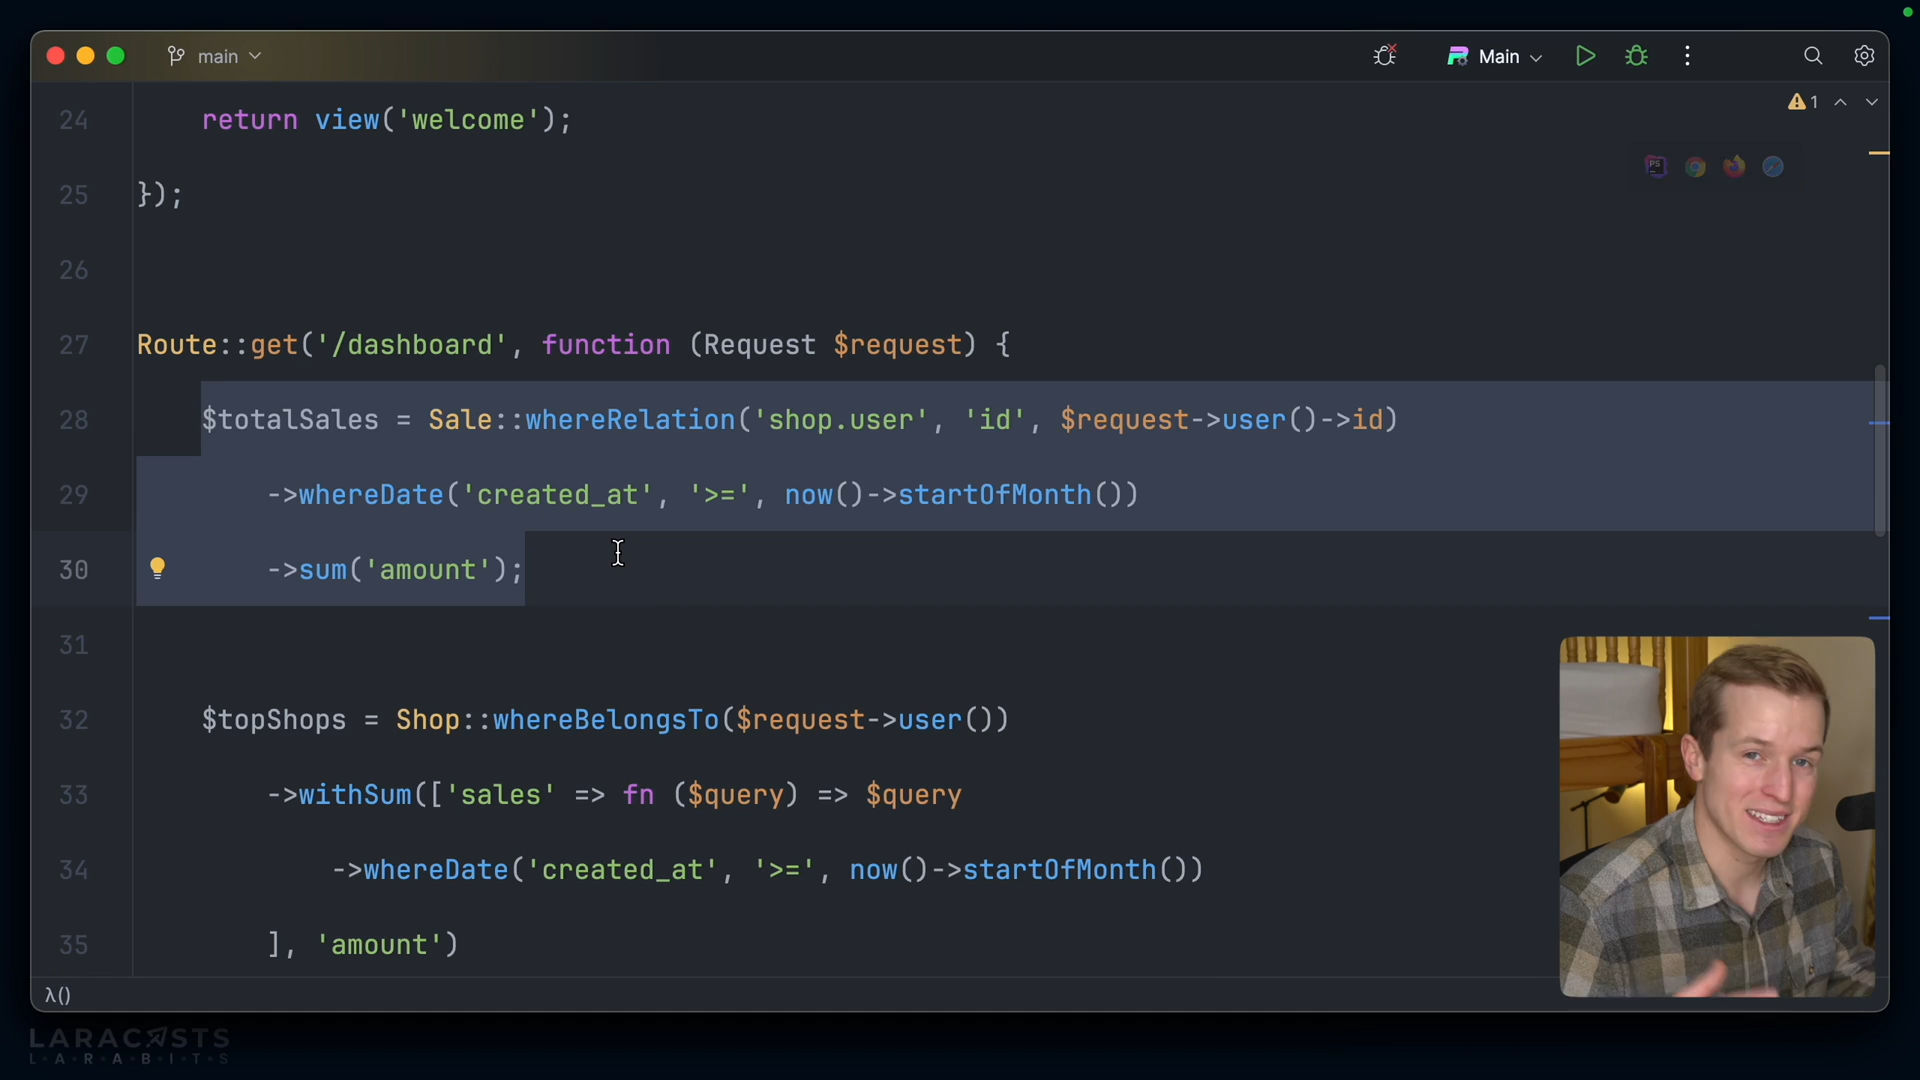 main
Main
24 return view('welcome');
1
25 });
26
27 Route::get('/dashboard', function (Request $request) {
28 $totalSales = Sale::whereRelation('shop.user', 'id', $request->user()->id)
29 ->whereDate('created_at', '>=', now()->startOfMonth())
30 ->sum('amount');
31
32 $topShops = Shop::whereBelongsTo($request->user())
33 ->withSum(['sales' => fn ($query) => $query
34 ->whereDate('created_at', '>=', now()->startOfMonth())
35 ], 'amount')
λ()
LARACASTS
L·A·R·A·B·I·T·S